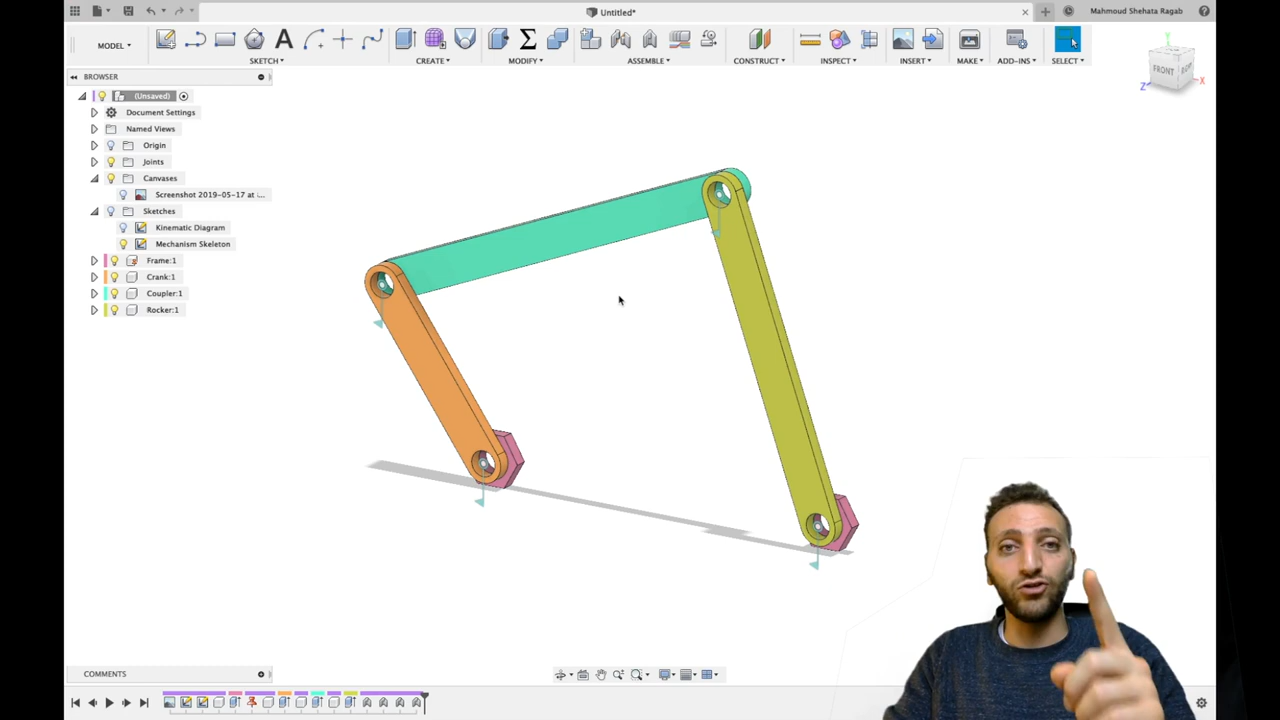 Untitled*
Mahmoud Shehata Ragab
MODEL
SKETCH
CREATE
MODIFY
ASSEMBLE
CONSTRUCT
INSPECT
INSERT
MAKE
ADD-INS
SELECT
FRONT
Y
X
Z
BROWSER
(Unsaved)
Document Settings
Named Views
Origin
Joints
Canvases
Screenshot 2019-05-17 at ...
Sketches
Kinematic Diagram
Mechanism Skeleton
Frame:1
Crank:1
Coupler:1
Rocker:1
COMMENTS